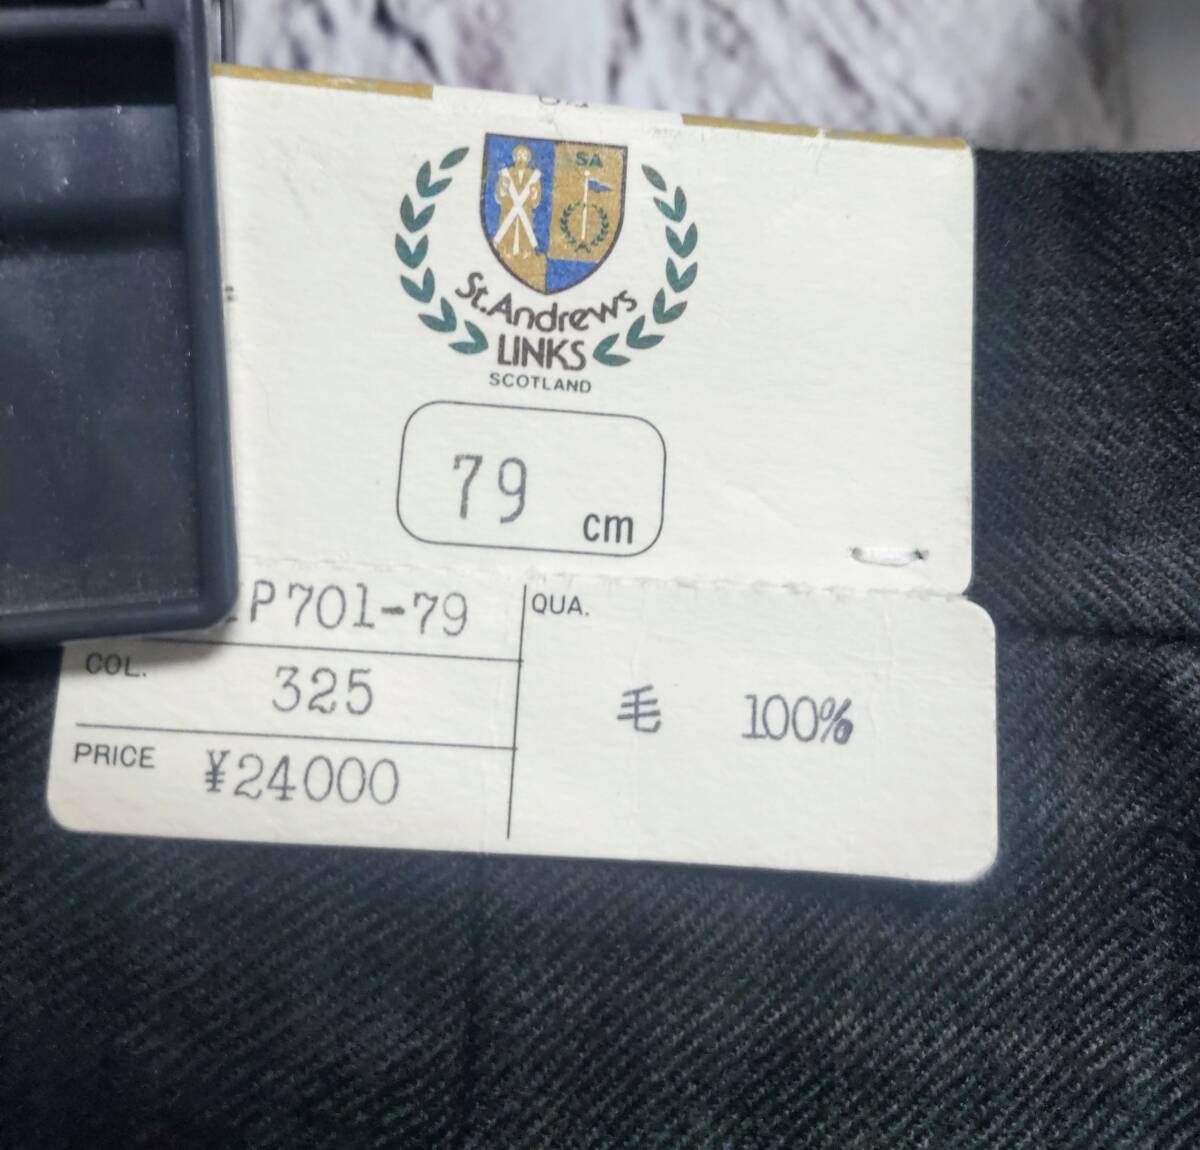 SA
St. Andrews
LINKS
SCOTLAND
79 cm
P701-79
QUA.
COL. 325
毛 100%
PRICE ¥24000